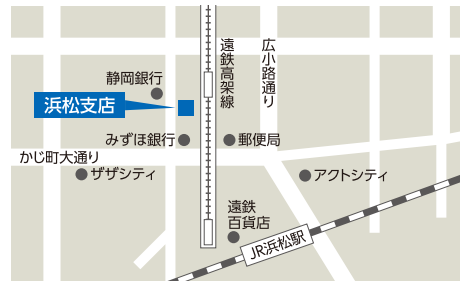 遠鉄高架線
広小路通り
静岡銀行
浜松支店
みずほ銀行
郵便局
かじ町大通り
ザザシティ
アクトシティ
遠鉄
百貨店
JR浜松駅